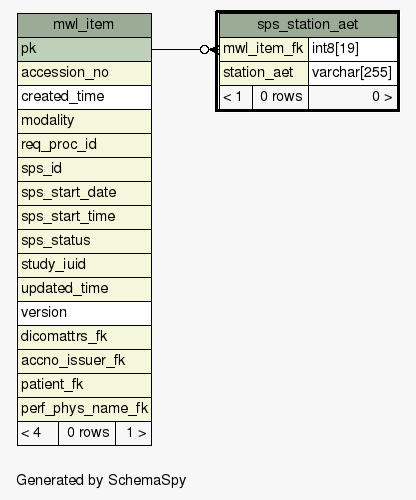 mwl_item
pk
accession_no
created_time
modality
req_proc_id
sps_id
sps_start_date
sps_start_time
sps_status
study_iuid
updated_time
version
dicomattrs_fk
accno_issuer_fk
patient_fk
perf_phys_name_fk
< 4 0 rows 1 >
sps_station_aet
mwl_item_fk int8[19]
station_aet varchar[255]
< 1 0 rows 0 >
Generated by SchemaSpy